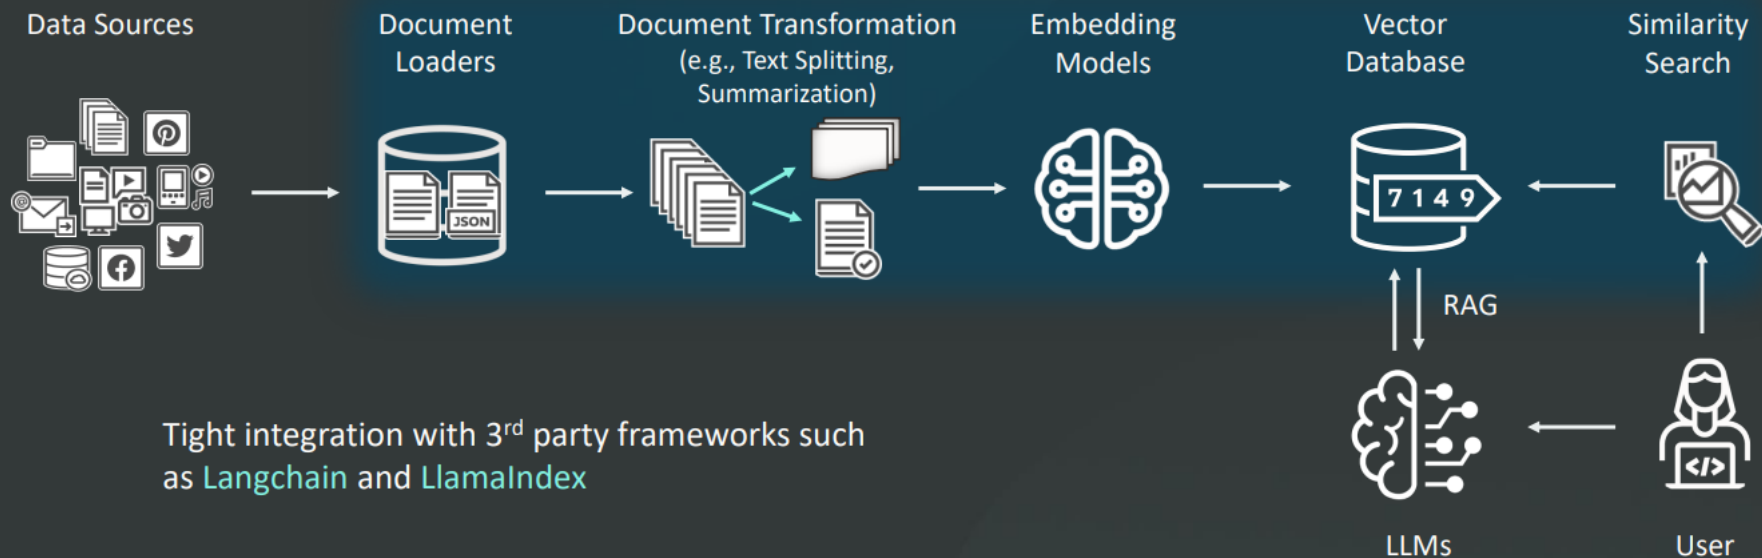 Data Sources
Document
Loaders
Document Transformation
(e.g., Text Splitting,
Summarization)
Embedding
Models
Vector
Database
Similarity
Search
JSON
7 1 4 9
RAG
Tight integration with 3rd party frameworks such
as Langchain and LlamaIndex
</>
LLMs
User